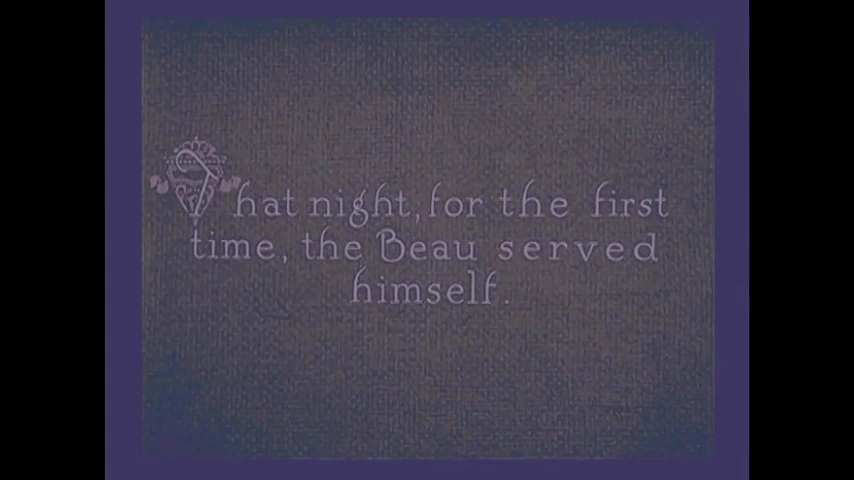 That night, for the first
time, the Beau served
himself.